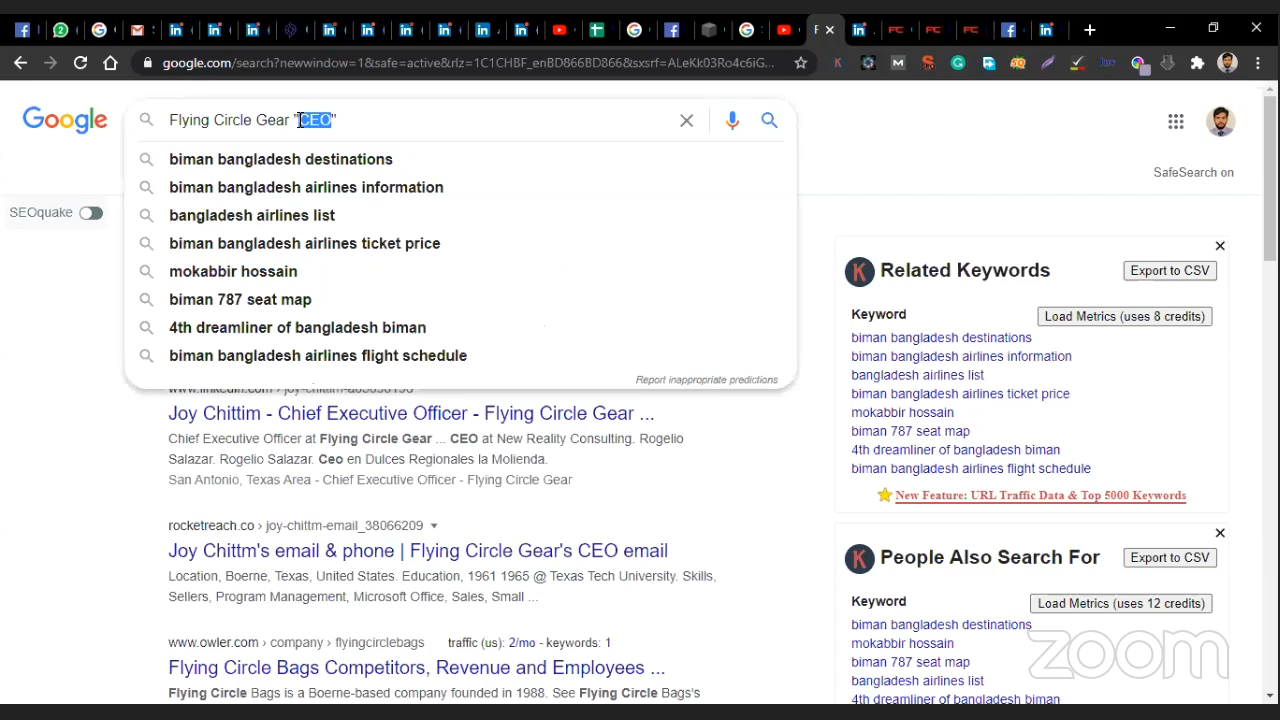 google.com/search?newwindow=1&safe=active&rlz=1C1CHBF_enBD866BD866&sxsrf=ALeKk03Ro4c6iG...
Google
Flying Circle Gear "CEO"
biman bangladesh destinations
biman bangladesh airlines information
bangladesh airlines list
biman bangladesh airlines ticket price
mokabbir hossain
biman 787 seat map
4th dreamliner of bangladesh biman
biman bangladesh airlines flight schedule
Report inappropriate predictions
SafeSearch on
SEOquake
Joy Chittim - Chief Executive Officer - Flying Circle Gear ...
Chief Executive Officer at Flying Circle Gear ... CEO at New Reality Consulting. Rogelio
Salazar. Rogelio Salazar. Ceo en Dulces Regionales la Molienda.
San Antonio, Texas Area - Chief Executive Officer - Flying Circle Gear
rocketreach.co › joy-chittm-email_38066209
Joy Chittm's email & phone | Flying Circle Gear's CEO email
Location, Boerne, Texas, United States. Education, 1961 1965 @ Texas Tech University. Skills,
Sellers, Program Management, Microsoft Office, Sales, Small ...
www.owler.com › company › flyingcirclebags traffic (us): 2/mo - keywords: 1
Flying Circle Bags Competitors, Revenue and Employees ...
Flying Circle Bags is a Boerne-based company founded in 1988. See Flying Circle Bags's
Related Keywords
Export to CSV
Keyword
Load Metrics (uses 8 credits)
biman bangladesh destinations
biman bangladesh airlines information
bangladesh airlines list
biman bangladesh airlines ticket price
mokabbir hossain
biman 787 seat map
4th dreamliner of bangladesh biman
biman bangladesh airlines flight schedule
New Feature: URL Traffic Data & Top 5000 Keywords
People Also Search For
Export to CSV
Keyword
Load Metrics (uses 12 credits)
biman bangladesh destinations
mokabbir hossain
biman 787 seat map
bangladesh airlines list
4th dreamliner of bangladesh biman
zoom